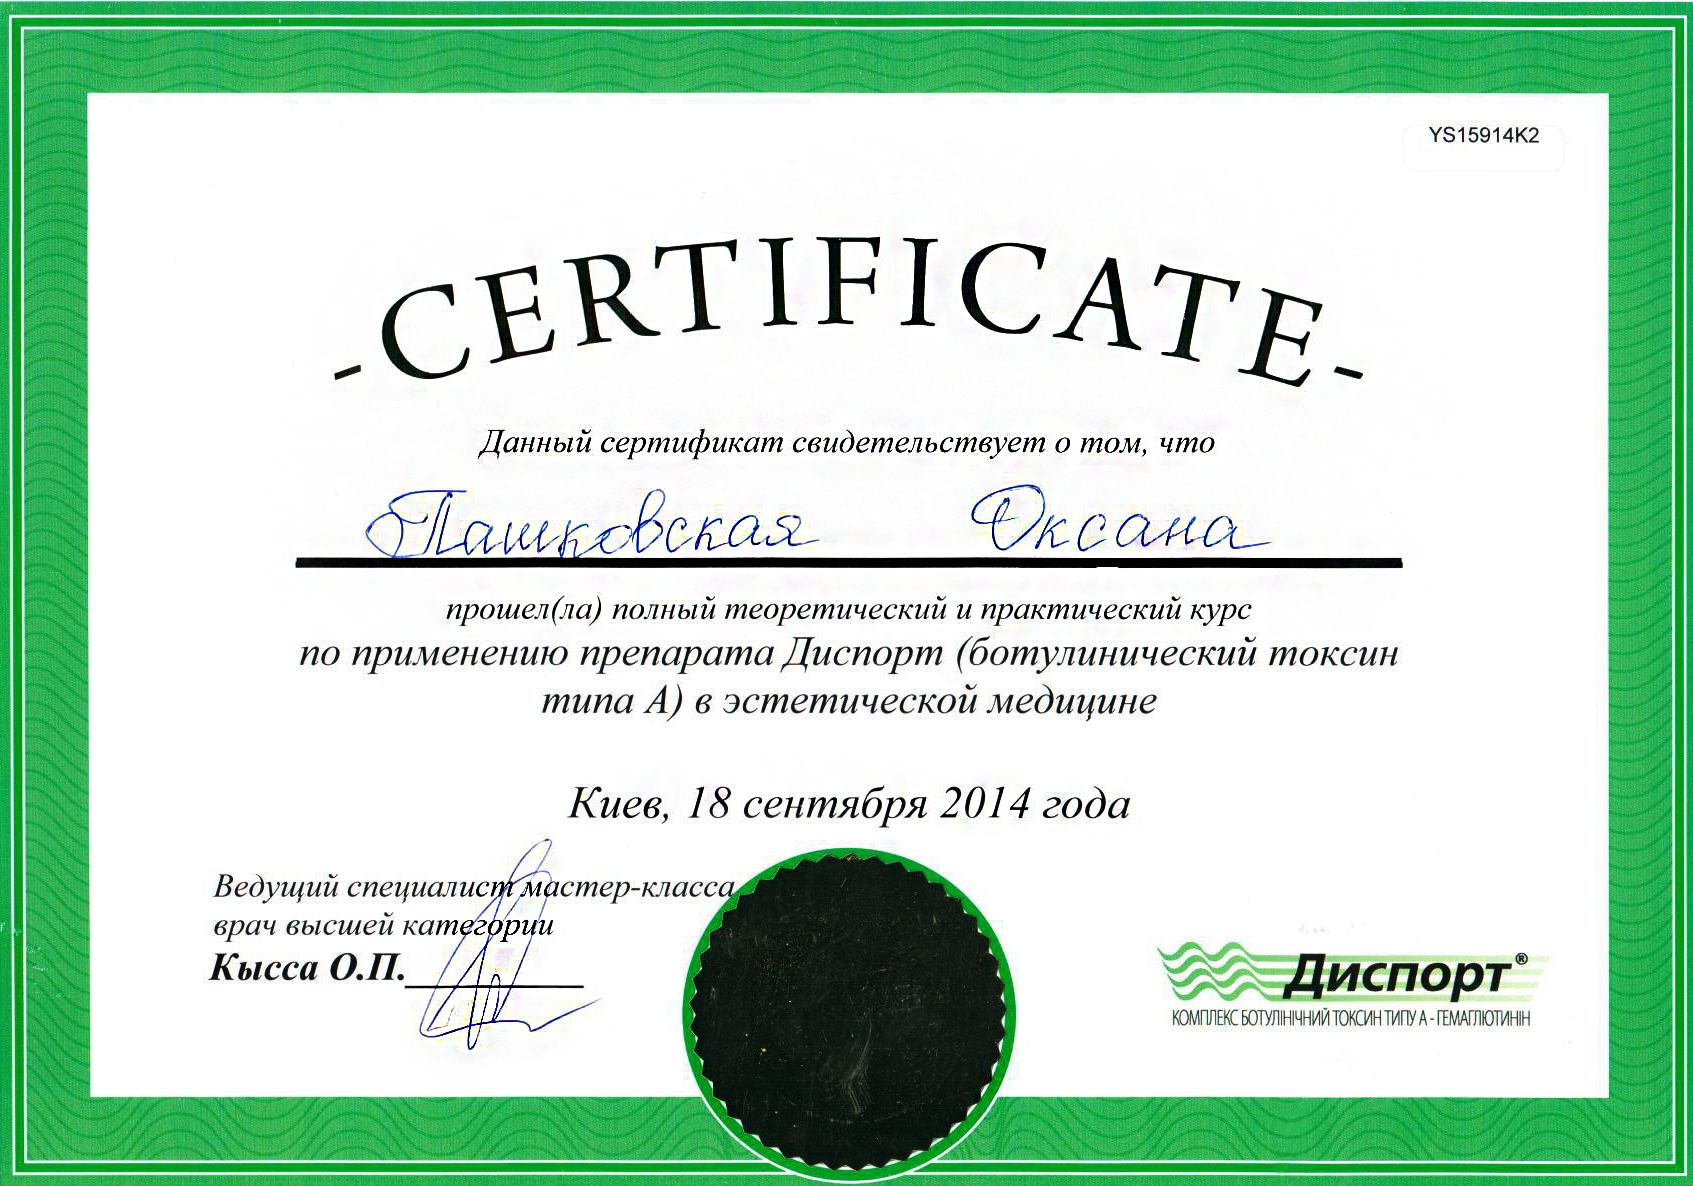 YS15914K2
-CERTIFICATE-
Данный сертификат свидетельствует о том, что
Пашковская Оксана
прошел(ла) полный теоретический и практический курс
по применению препарата Диспорт (ботулинический токсин
типа А) в эстетической медицине
Киев, 18 сентября 2014 года
Ведущий специалист мастер-класса
врач высшей категории
Кысса О.П.
Диспорт®
КОМПЛЕКС БОТУЛІНІЧНИЙ ТОКСИН ТИПУ А - ГЕМАГЛЮТИНІН